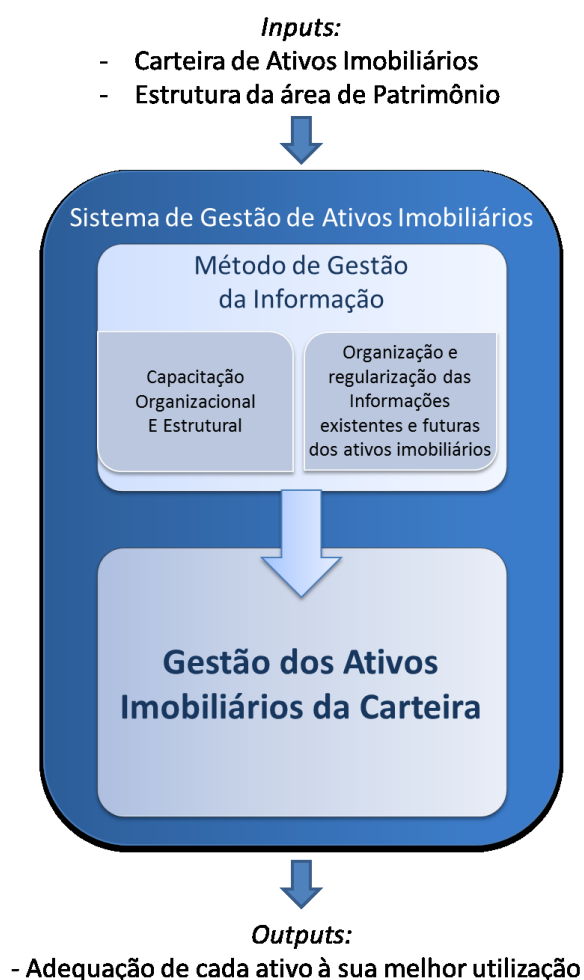 Inputs:
- Carteira de Ativos Imobiliários
- Estrutura da área de Patrimônio
Sistema de Gestão de Ativos Imobiliários
Método de Gestão
da Informação
Capacitação
Organizacional
E Estrutural
Organização e
regularização das
Informações
existentes e futuras
dos ativos imobiliários
Gestão dos Ativos
Imobiliários da Carteira
Outputs:
- Adequação de cada ativo à sua melhor utilização